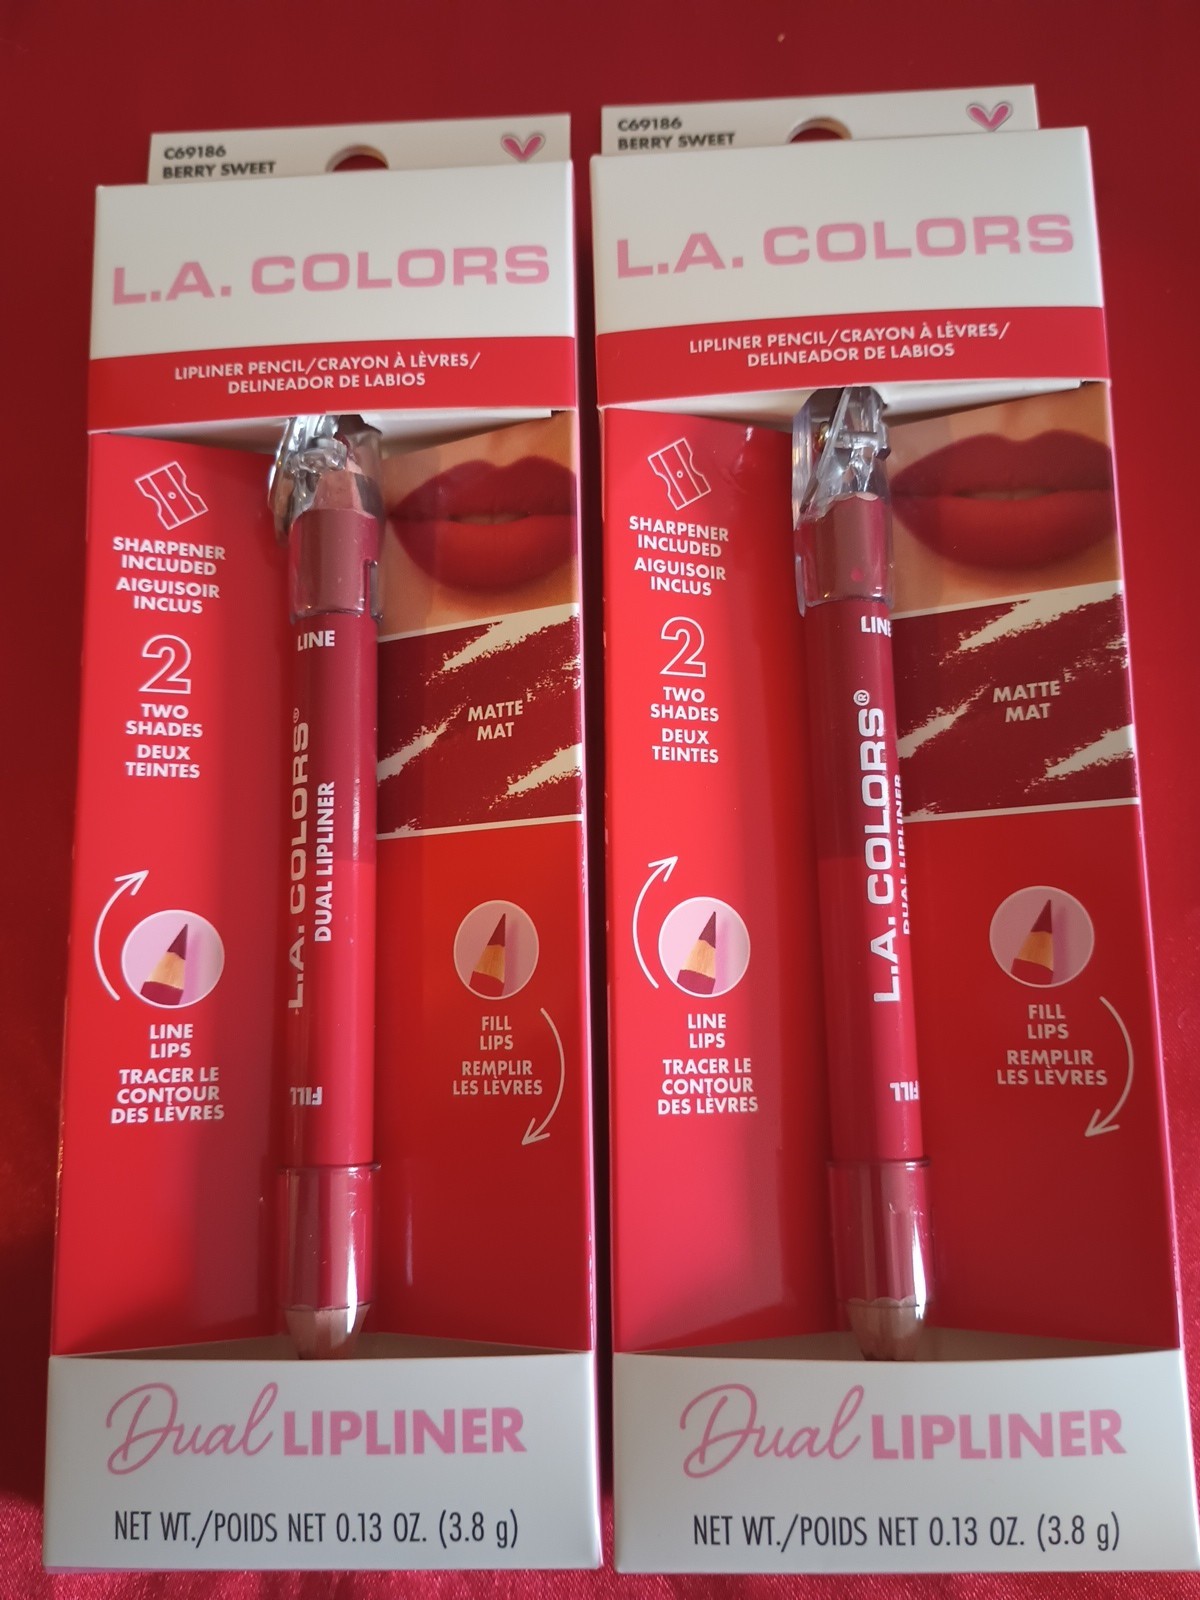 C69186
BERRY SWEET
L.A. COLORS
LIPLINER PENCIL/CRAYON À LÈVRES/
DELINEADOR DE LABIOS
SHARPENER
INCLUDED
AIGUISOIR
INCLUS
2
TWO
SHADES
DEUX
TEINTES
LINE
LIPS
TRACER LE
CONTOUR
DES LÈVRES
LINE
L.A. COLORS®
DUAL LIPLINER
FILL
MATTE
MAT
FILL
LIPS
REMPLIR
LES LÈVRES
Dual LIPLINER
NET WT./POIDS NET 0.13 OZ. (3.8 g)
C69186
BERRY SWEET
L.A. COLORS
LIPLINER PENCIL/CRAYON À LÈVRES/
DELINEADOR DE LABIOS
SHARPENER
INCLUDED
AIGUISOIR
INCLUS
2
TWO
SHADES
DEUX
TEINTES
LINE
LIPS
TRACER LE
CONTOUR
DES LÈVRES
LINE
L.A. COLORS®
DUAL LIPLINER
FILL
MATTE
MAT
FILL
LIPS
REMPLIR
LES LÈVRES
Dual LIPLINER
NET WT./POIDS NET 0.13 OZ. (3.8 g)